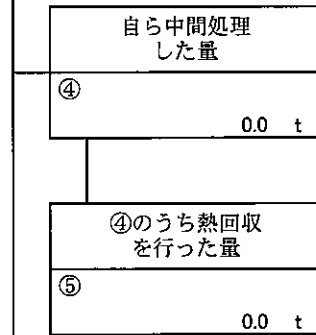 自ら中間処理
した量
④
0.0 t
④のうち熱回収
を行った量
⑤
0.0 t